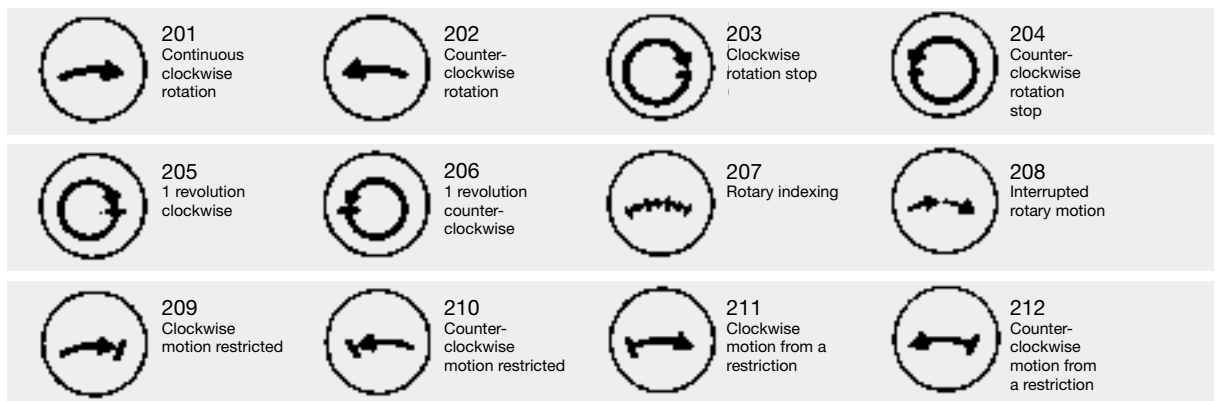 201
Continuous
clockwise
rotation
202
Counter-
clockwise
rotation
203
Clockwise
rotation stop
204
Counter-
clockwise
rotation
stop
205
1 revolution
clockwise
206
1 revolution
counter-
clockwise
207
Rotary indexing
208
Interrupted
rotary motion
209
Clockwise
motion restricted
210
Counter-
clockwise
motion restricted
211
Clockwise
motion from a
restriction
212
Counter-
clockwise
motion from
a restriction